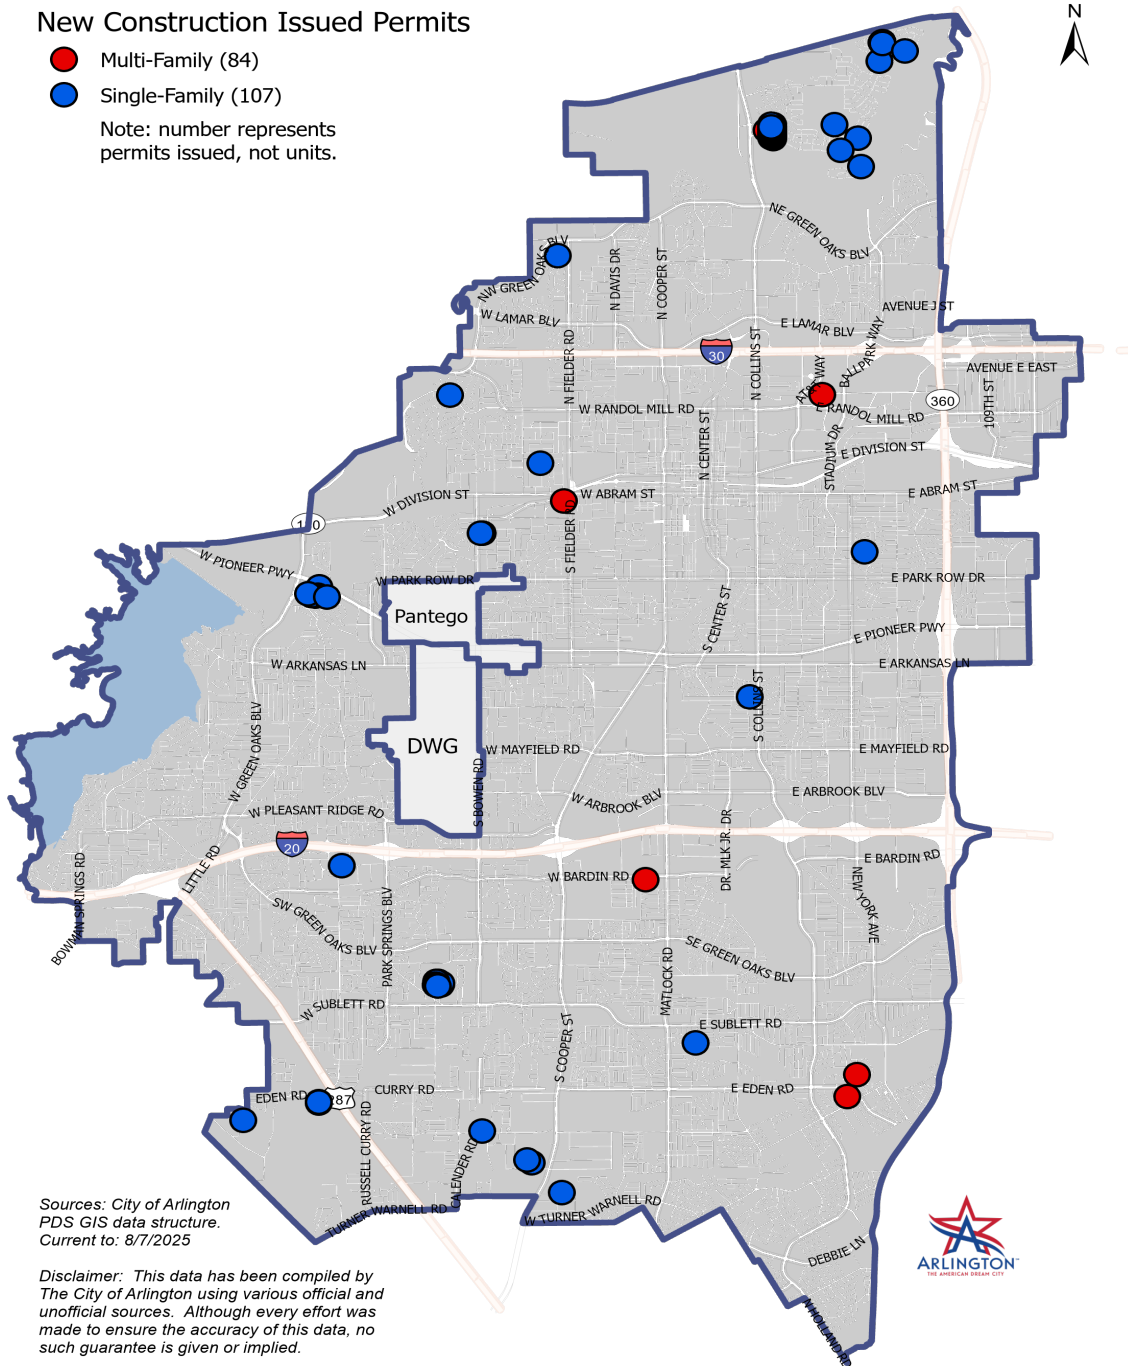 New Construction Issued Permits
Multi-Family (84)
Single-Family (107)
Note: number represents
permits issued, not units.
N
NE GREEN OAKS BLV
NW GREEN OAKS BLV
N DAVIS DR
N COOPER ST
AVENUE J ST
W LAMAR BLV
E LAMAR BLV
30
N FIELDER RD
N COLLINS ST
AT&T WAY
BALLPARK WAY
AVENUE E EAST
109TH ST
360
W RANDOL MILL RD
E RANDOL MILL RD
N CENTER ST
STADIUM DR
E DIVISION ST
W DIVISION ST
W ABRAM ST
E ABRAM ST
S FIELDER RD
W PIONEER PWY
W PARK ROW DR
E PARK ROW DR
Pantego
S CENTER ST
E PIONEER PWY
W ARKANSAS LN
E ARKANSAS LN
S COLLINS ST
W GREEN OAKS BLV
DWG
W MAYFIELD RD
E MAYFIELD RD
S BOWEN RD
W PLEASANT RIDGE RD
W ARBROOK BLV
E ARBROOK BLV
20
LITTLE RD
BOWMAN SPRINGS RD
W BARDIN RD
DR. MLK JR. DR
E BARDIN RD
NEW YORK AVE
SW GREEN OAKS BLV
PARK SPRINGS BLV
SE GREEN OAKS BLV
MATLOCK RD
W SUBLETT RD
E SUBLETT RD
S COOPER ST
EDEN RD
287
CURRY RD
E EDEN RD
RUSSELL CURRY RD
CALENDER RD
TURNER WARNELL RD
W TURNER WARNELL RD
DEBBIE LN
N HOLLAND RD
Sources: City of Arlington
PDS GIS data structure.
Current to: 8/7/2025
Disclaimer: This data has been compiled by
The City of Arlington using various official and
unofficial sources. Although every effort was
made to ensure the accuracy of this data, no
such guarantee is given or implied.
ARLINGTON
THE AMERICAN DREAM CITY